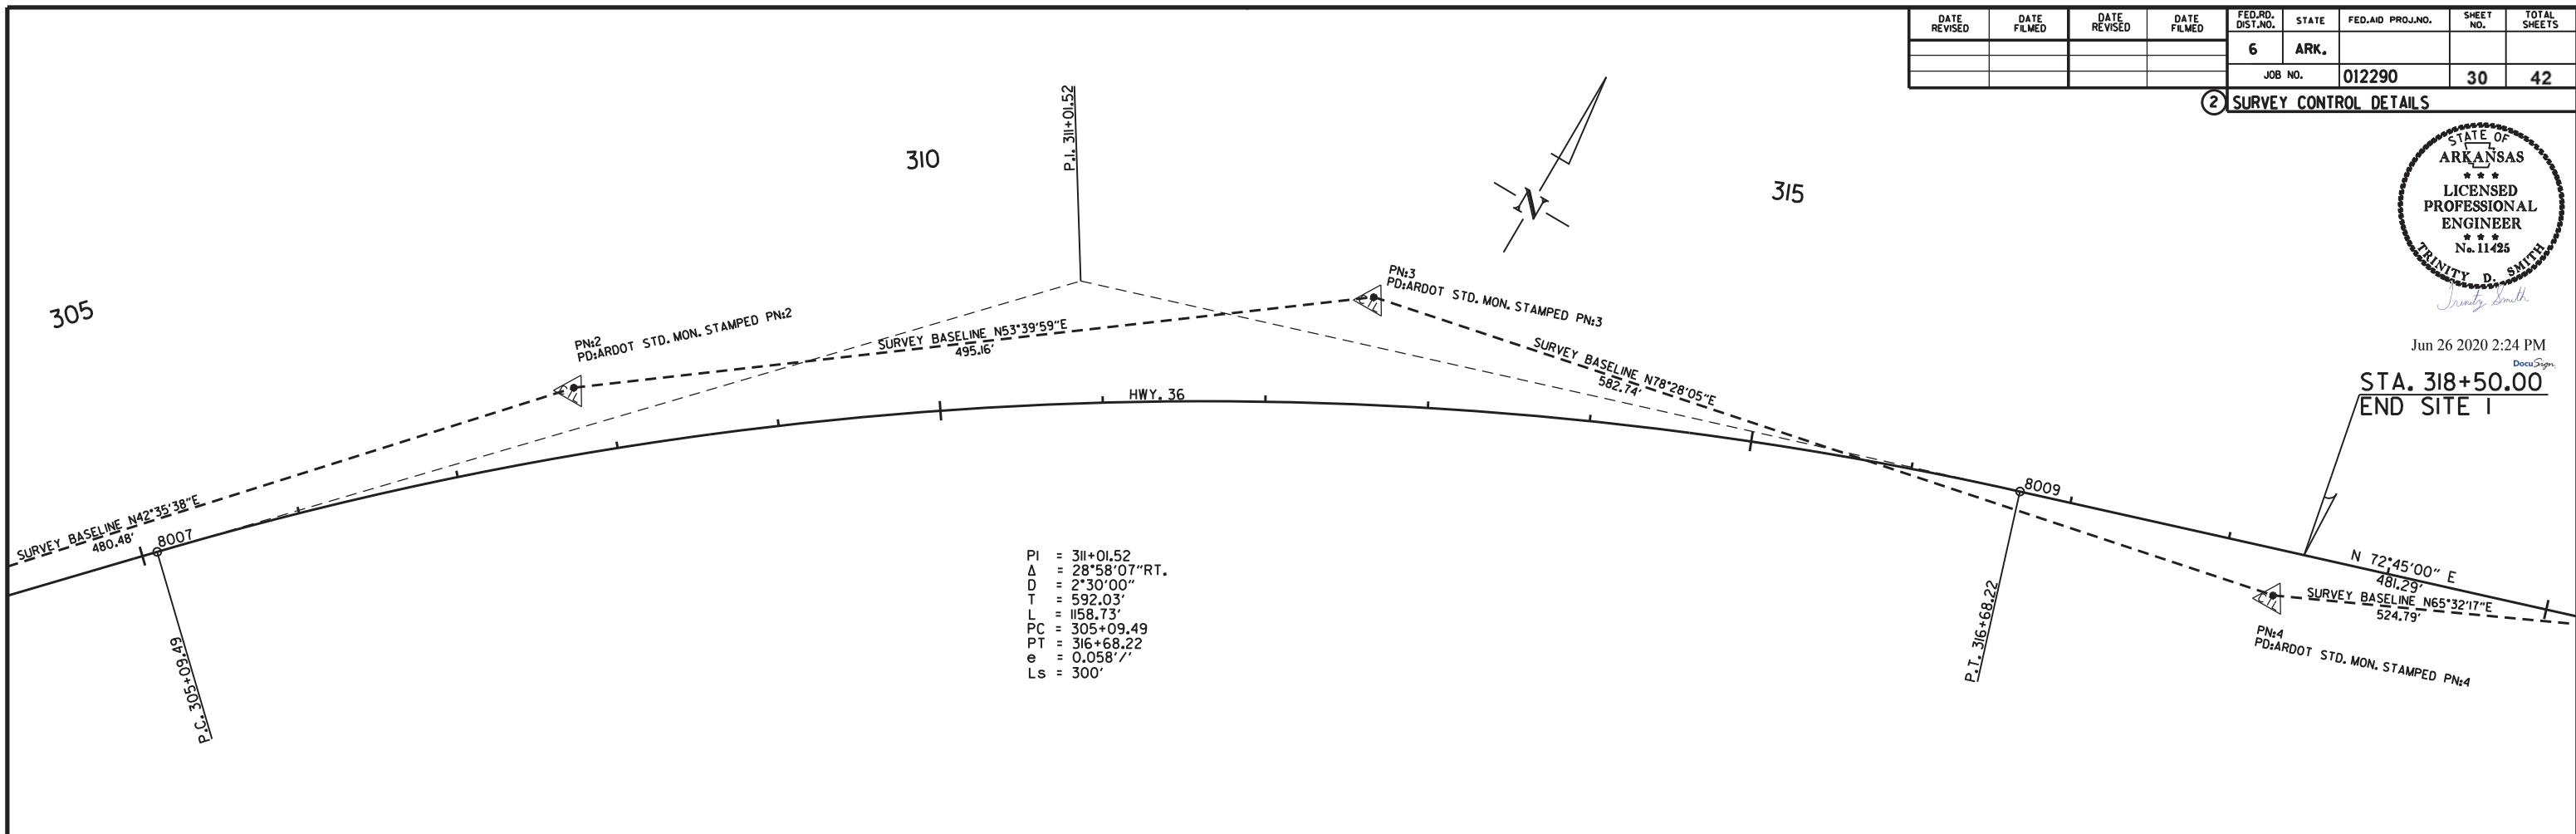 DATE REVISED
DATE FILMED
DATE REVISED
DATE FILMED
FED.RD. DIST.NO.
STATE
FED.AID PROJ.NO.
SHEET NO.
TOTAL SHEETS
6
ARK.
JOB NO.
012290
30
42
2 SURVEY CONTROL DETAILS
STATE OF
ARKANSAS
★ ★ ★
LICENSED
PROFESSIONAL
ENGINEER
★ ★ ★
No. 11425
TRINITY D. SMITH
Trinity Smith
Jun 26 2020 2:24 PM
DocuSign
STA. 318+50.00
END SITE 1
305
310
P.I. 311+01.52
N
315
PN:2
PD:ARDOT STD. MON. STAMPED PN:2
SURVEY BASELINE N53°39'59"E
495.16'
PN:3
PD:ARDOT STD. MON. STAMPED PN:3
SURVEY BASELINE N78°28'05"E
582.74'
HWY. 36
SURVEY BASELINE N42°35'38"E
480.48'
8007
P.C. 305+09.49
PI = 311+01.52
Δ = 28°58'07"RT.
D = 2°30'00"
T = 592.03'
L = 1158.73'
PC = 305+09.49
PT = 316+68.22
e = 0.058'/'
Ls = 300'
8009
P.T. 316+68.22
N 72°45'00" E
481.29'
SURVEY BASELINE N65°32'17"E
524.79'
PN:4
PD:ARDOT STD. MON. STAMPED PN:4